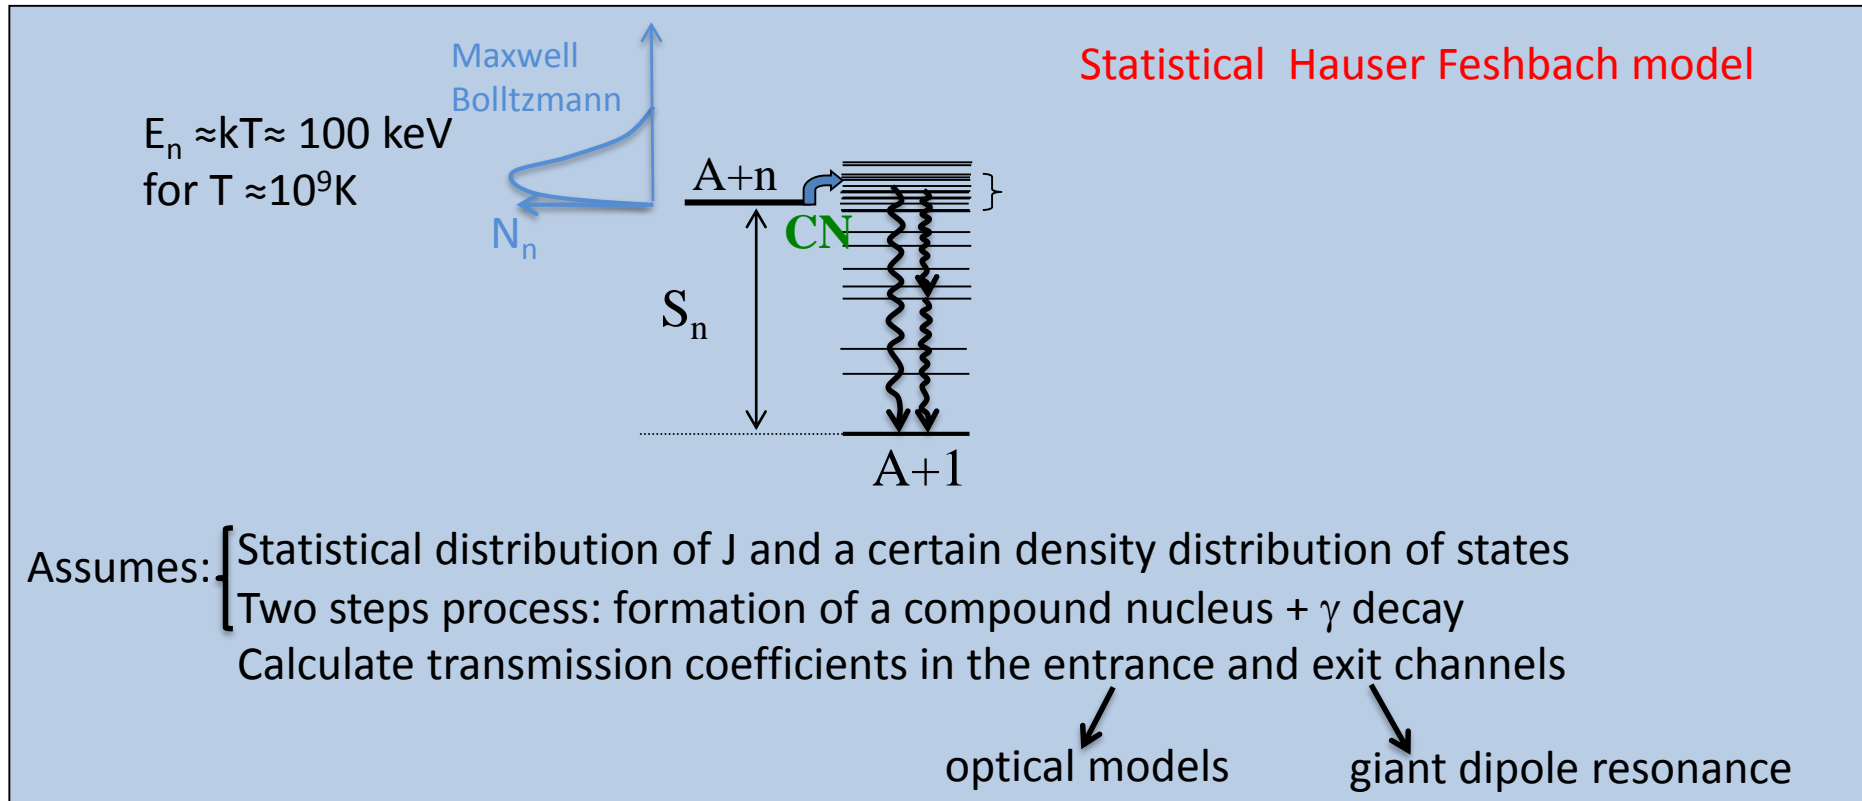 Statistical  Hauser Feshbach model
Maxwell
Bolltzmann
Eₙ ≈kT≈ 100 keV
for T ≈10⁹K
Nₙ
A+n
CN
Sₙ
A+1
Assumes:
Statistical distribution of J and a certain density distribution of states
Two steps process: formation of a compound nucleus + γ decay
Calculate transmission coefficients in the entrance and exit channels
optical models
giant dipole resonance